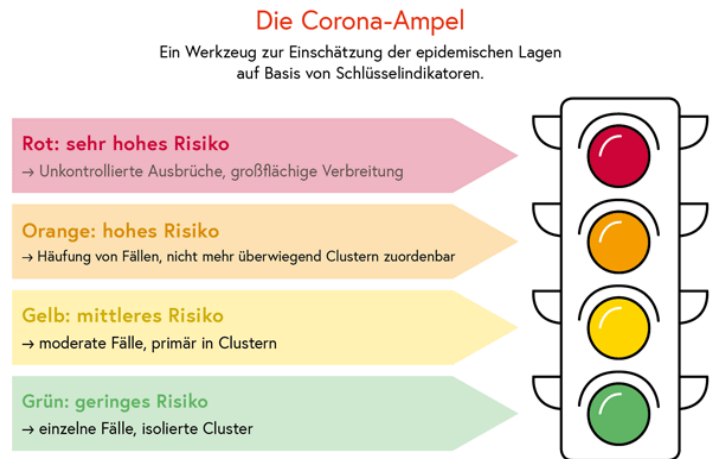 Die Corona-Ampel
Ein Werkzeug zur Einschätzung der epidemischen Lagen
auf Basis von Schlüsselindikatoren.
Rot: sehr hohes Risiko
→ Unkontrollierte Ausbrüche, großflächige Verbreitung
Orange: hohes Risiko
→ Häufung von Fällen, nicht mehr überwiegend Clustern zuordenbar
Gelb: mittleres Risiko
→ moderate Fälle, primär in Clustern
Grün: geringes Risiko
→ einzelne Fälle, isolierte Cluster